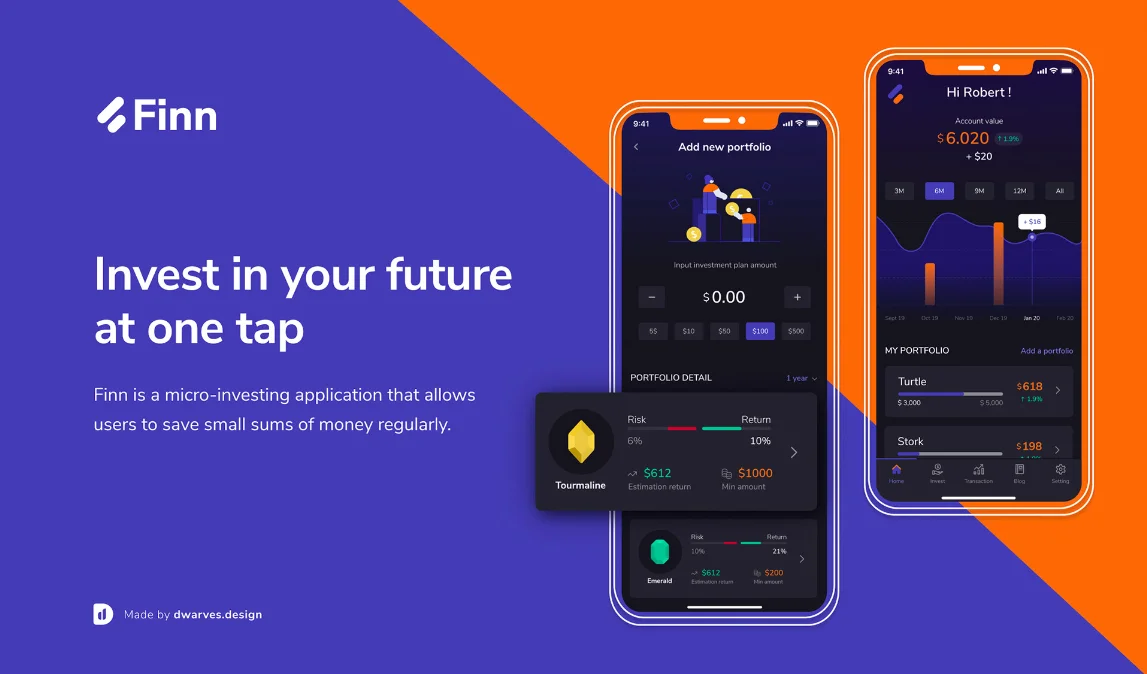 Finn
Invest in your future
at one tap
Finn is a micro-investing application that allows
users to save small sums of money regularly.
Made by dwarves.design
9:41
Add new portfolio
Input investment plan amount
− $0.00 +
5$ $10 $50 $100 $500
PORTFOLIO DETAIL 1 year
Risk Return
6% 10%
$612 $1000
Estimation return Min amount
Tourmaline
Risk Return
10% 21%
$612 $200
Estimation return Min amount
Emerald
9:41
Hi Robert !
Account value
$6.020 ↑ 1.9%
+ $20
3M 6M 9M 12M All
+ $16
Sept 19 Oct 19 Nov 19 Dec 19 Jan 20 Feb 20
MY PORTFOLIO Add a portfolio
Turtle
$618
↑ 1.9%
$ 3,000 $ 5,000
Stork
$198
Home Invest Transaction Blog Setting